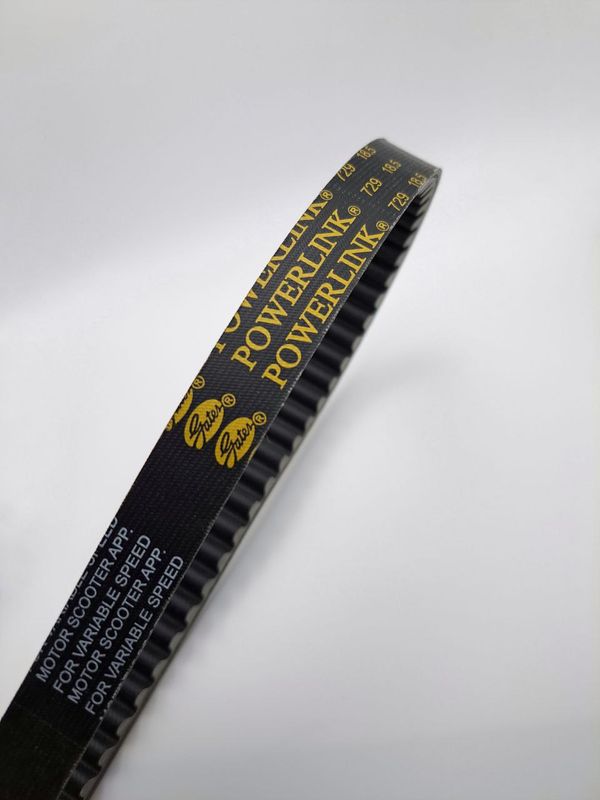 729 18.5
729 18.5
729 18.5
POWERLINK
POWERLINK®
POWERLINK®
Gates®
Gates®
MOTOR SCOOTER APP.
FOR VARIABLE SPEED
MOTOR SCOOTER APP.
FOR VARIABLE SPEED